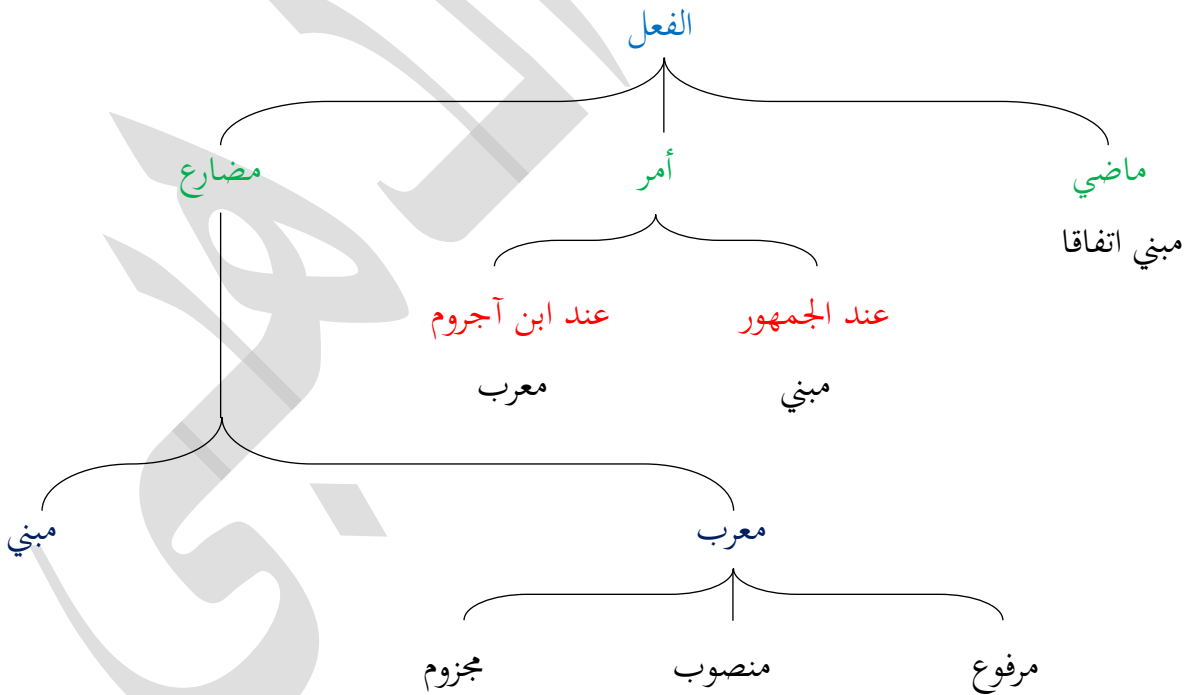 الفعل
ماضي أمر مضارع
مبني اتفاقا
عند الجمهور عند ابن آجروم
مبني معرب
معرب مبني
مرفوع منصوب مجزوم